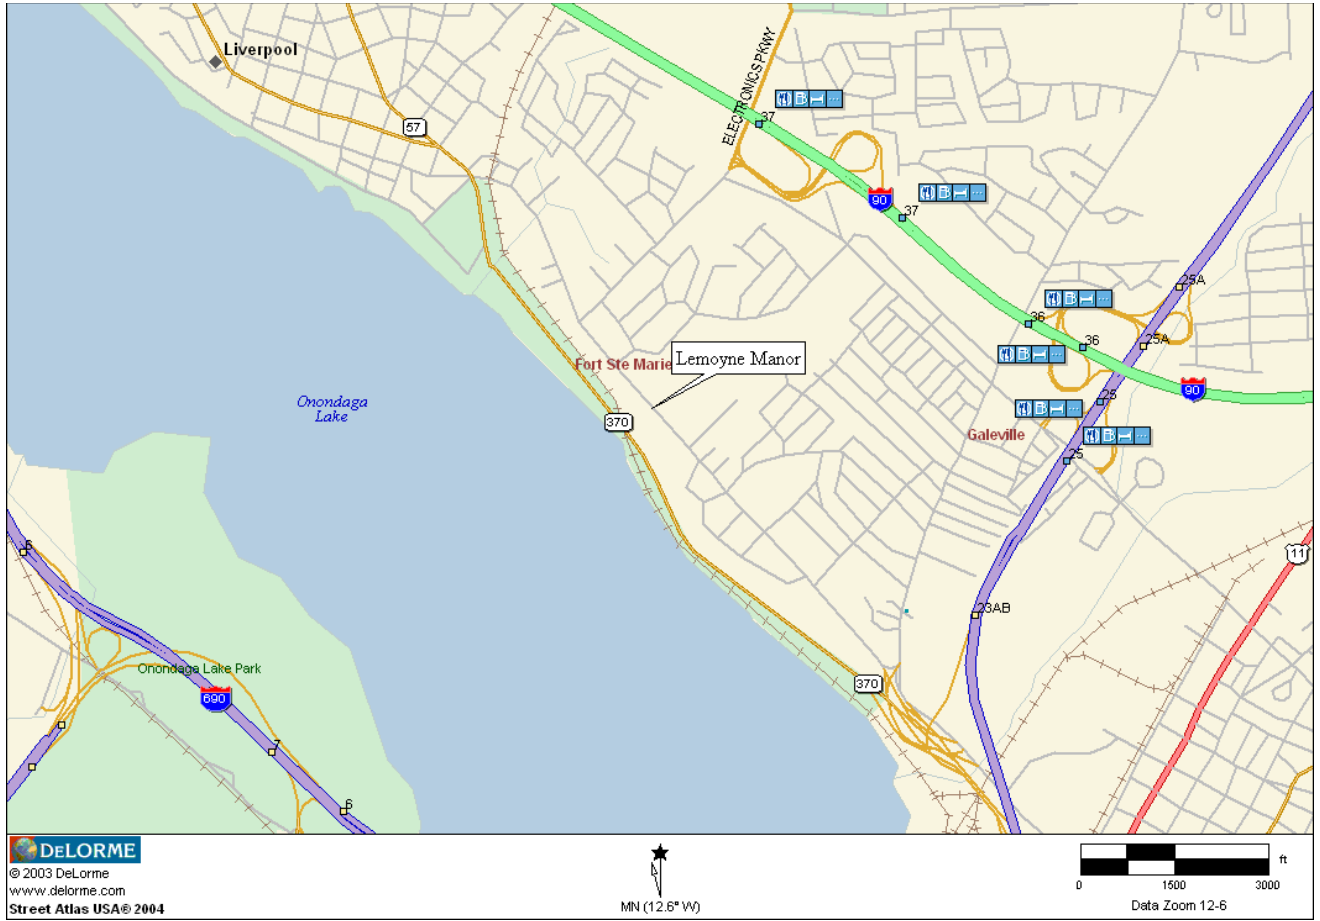 Liverpool
57
ELECTRONICS PKWY
37
90
37
25A
36
36
25A
90
Fort Ste Marie
Lemoyne Manor
Onondaga
Lake
370
25
Galeville
25
11
6
23AB
Onondaga Lake Park
690
370
7
6
DELORME
© 2003 DeLorme
www.delorme.com
Street Atlas USA® 2004
MN (12.6° W)
ft
0 1500 3000
Data Zoom 12-6